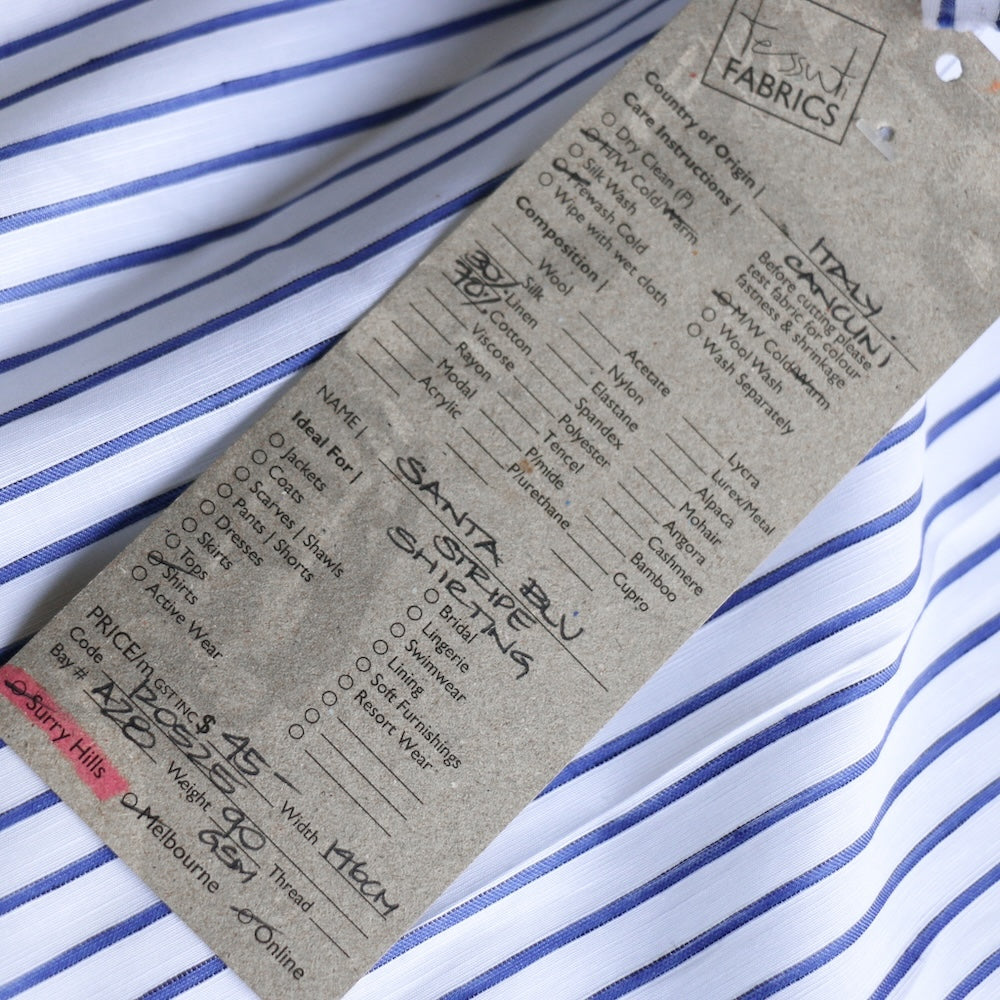 Tessuti
FABRICS
Country of Origin | ITALY
Care Instructions | CANCLINI
Dry Clean (P)
H/W Cold/Warm
Silk Wash
Prewash Cold
Wipe with wet cloth
Before cutting please
test fabric for colour
fastness & shrinkage
M/W Cold/Warm
Wool Wash
Wash Separately
Composition |
Wool
Silk
30% Linen
70% Cotton
Viscose
Rayon
Modal
Acrylic
Acetate
Nylon
Elastane
Spandex
Polyester
Tencel
P/mide
P/urethane
Lycra
Lurex/Metal
Alpaca
Mohair
Angora
Cashmere
Bamboo
Cupro
NAME | SANTA BLU
STRIPE
SHIRTING
Ideal For |
Jackets
Coats
Scarves | Shawls
Pants | Shorts
Dresses
Skirts
Tops
Shirts
Active Wear
Bridal
Lingerie
Swimwear
Lining
Soft Furnishings
Resort Wear
PRICE/m GST INC $ 45-
Code Width 146CM
Bay # A28 Weight 90 GSM Thread
Surry Hills
Melbourne
Online